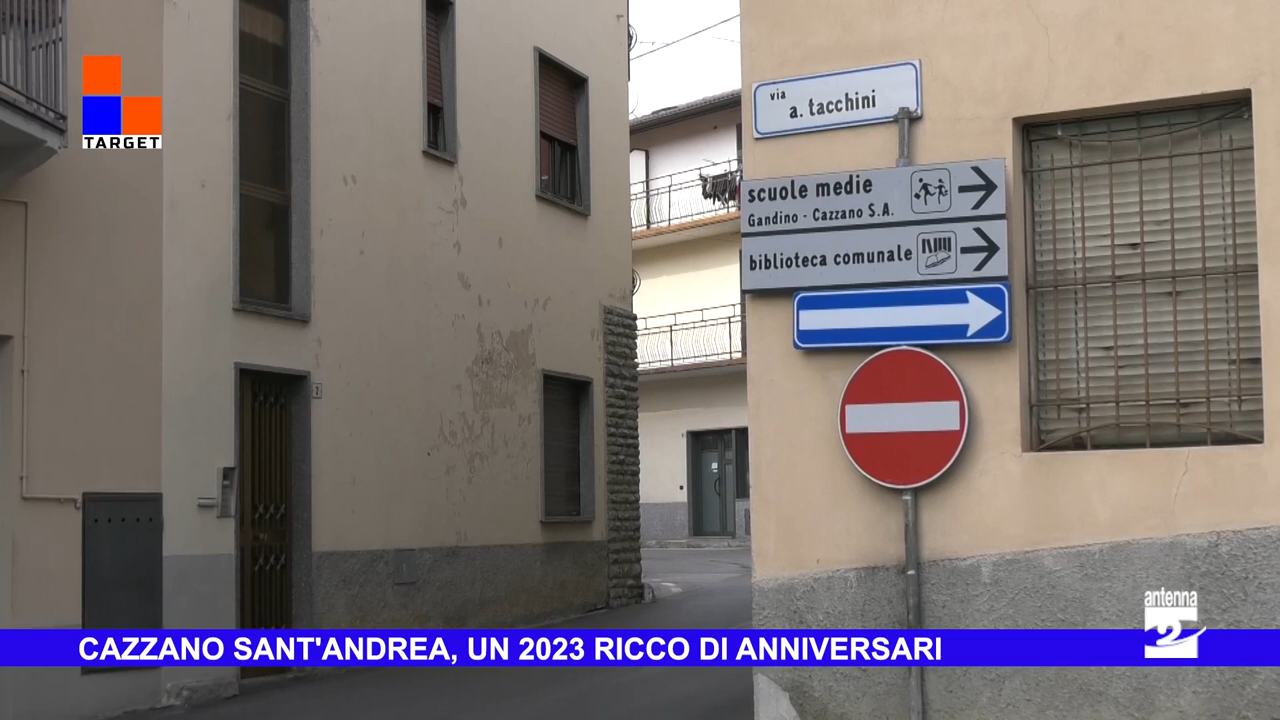 TARGET
via
a. tacchini
scuole medie
Gandino - Cazzano S.A.
biblioteca comunale
2
antenna
2
CAZZANO SANT'ANDREA, UN 2023 RICCO DI ANNIVERSARI